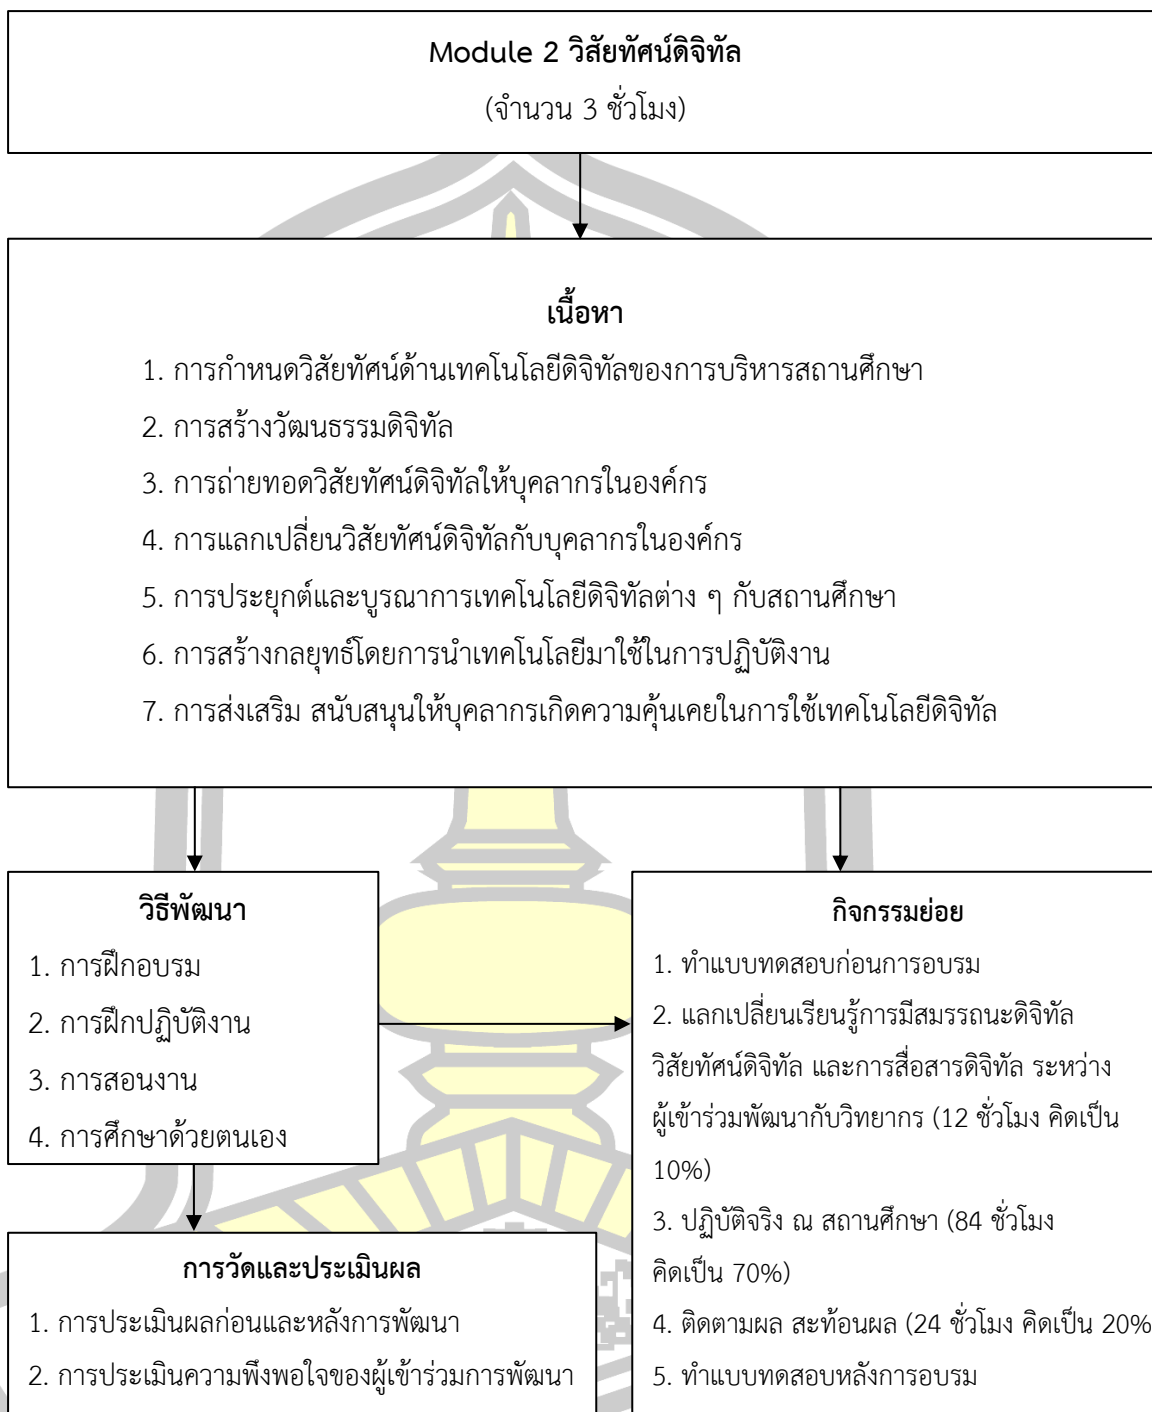 Module 2 วิสัยทัศน์ดิจิทัล
(จำนวน 3 ชั่วโมง)
เนื้อหา
1. การกำหนดวิสัยทัศน์ด้านเทคโนโลยีดิจิทัลของการบริหารสถานศึกษา
2. การสร้างวัฒนธรรมดิจิทัล
3. การถ่ายทอดวิสัยทัศน์ดิจิทัลให้บุคลากรในองค์กร
4. การแลกเปลี่ยนวิสัยทัศน์ดิจิทัลกับบุคลากรในองค์กร
5. การประยุกต์และบูรณาการเทคโนโลยีดิจิทัลต่าง ๆ กับสถานศึกษา
6. การสร้างกลยุทธ์โดยการนำเทคโนโลยีมาใช้ในการปฏิบัติงาน
7. การส่งเสริม สนับสนุนให้บุคลากรเกิดความคุ้นเคยในการใช้เทคโนโลยีดิจิทัล
วิธีพัฒนา
1. การฝึกอบรม
2. การฝึกปฏิบัติงาน
3. การสอนงาน
4. การศึกษาด้วยตนเอง
กิจกรรมย่อย
1. ทำแบบทดสอบก่อนการอบรม
2. แลกเปลี่ยนเรียนรู้การมีสมรรถนะดิจิทัล
วิสัยทัศน์ดิจิทัล และการสื่อสารดิจิทัล ระหว่าง
ผู้เข้าร่วมพัฒนากับวิทยากร (12 ชั่วโมง คิดเป็น
10%)
3. ปฏิบัติจริง ณ สถานศึกษา (84 ชั่วโมง
คิดเป็น 70%)
4. ติดตามผล สะท้อนผล (24 ชั่วโมง คิดเป็น 20%
5. ทำแบบทดสอบหลังการอบรม
การวัดและประเมินผล
1. การประเมินผลก่อนและหลังการพัฒนา
2. การประเมินความพึงพอใจของผู้เข้าร่วมการพัฒนา